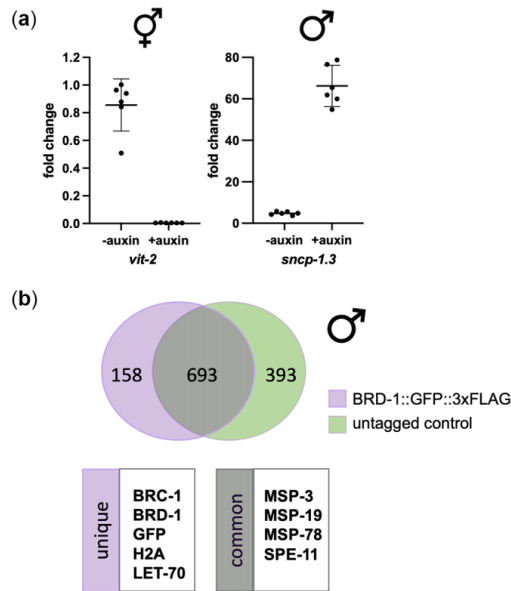 (a)
fold change
1.2
1.0
0.8
0.6
0.4
0.2
0.0
-auxin +auxin
vit-2
fold change
80
60
40
20
0
-auxin +auxin
sncp-1.3
(b)
158 693 393
BRD-1::GFP::3xFLAG
untagged control
unique
BRC-1
BRD-1
GFP
H2A
LET-70
common
MSP-3
MSP-19
MSP-78
SPE-11